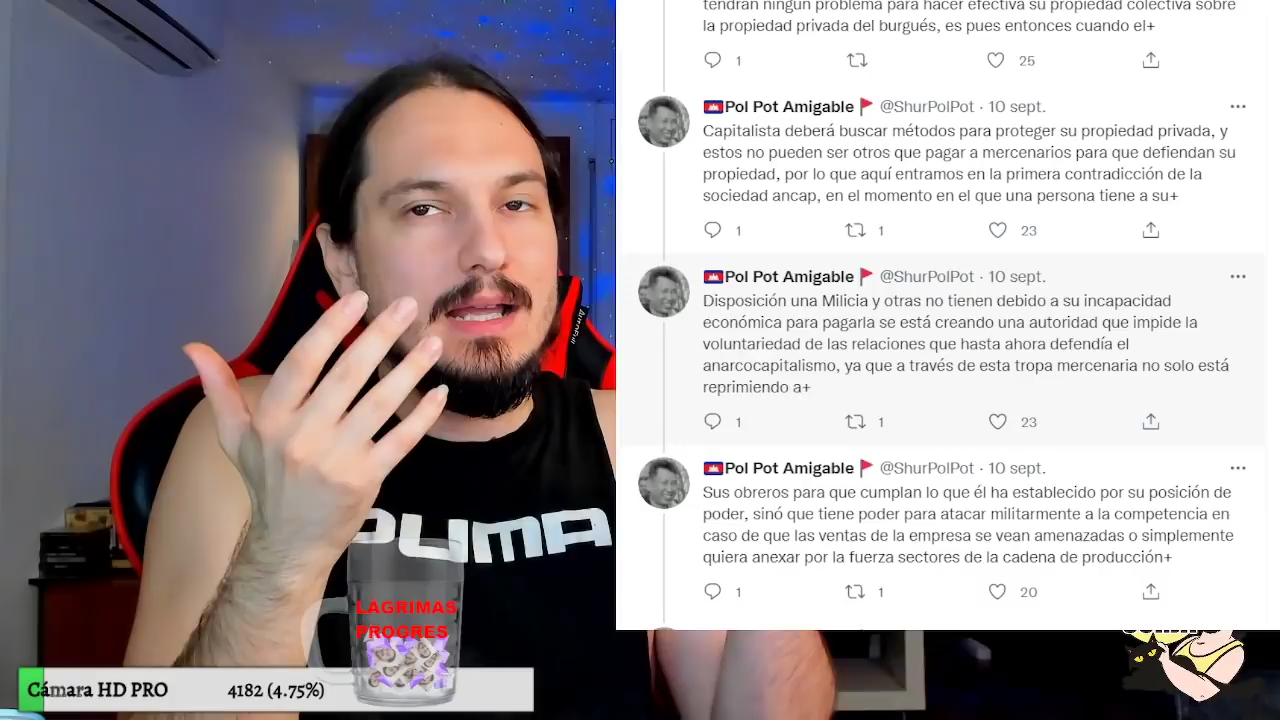 tendrán ningún problema para hacer efectiva su propiedad colectiva sobre
la propiedad privada del burgués, es pues entonces cuando el+
1 25
Pol Pot Amigable @ShurPolPot · 10 sept.
Capitalista deberá buscar métodos para proteger su propiedad privada, y
estos no pueden ser otros que pagar a mercenarios para que defiendan su
propiedad, por lo que aquí entramos en la primera contradicción de la
sociedad ancap, en el momento en el que una persona tiene a su+
1 1 23
Pol Pot Amigable @ShurPolPot · 10 sept.
Disposición una Milicia y otras no tienen debido a su incapacidad
económica para pagarla se está creando una autoridad que impide la
voluntariedad de las relaciones que hasta ahora defendía el
anarcocapitalismo, ya que a través de esta tropa mercenaria no solo está
reprimiendo a+
1 1 23
Pol Pot Amigable @ShurPolPot · 10 sept.
Sus obreros para que cumplan lo que él ha establecido por su posición de
poder, sinó que tiene poder para atacar militarmente a la competencia en
caso de que las ventas de la empresa se vean amenazadas o simplemente
quiera anexar por la fuerza sectores de la cadena de producción+
1 1 20
PUMA
LAGRIMAS
PROGRES
Cámara HD PRO 4182 (4.75%)